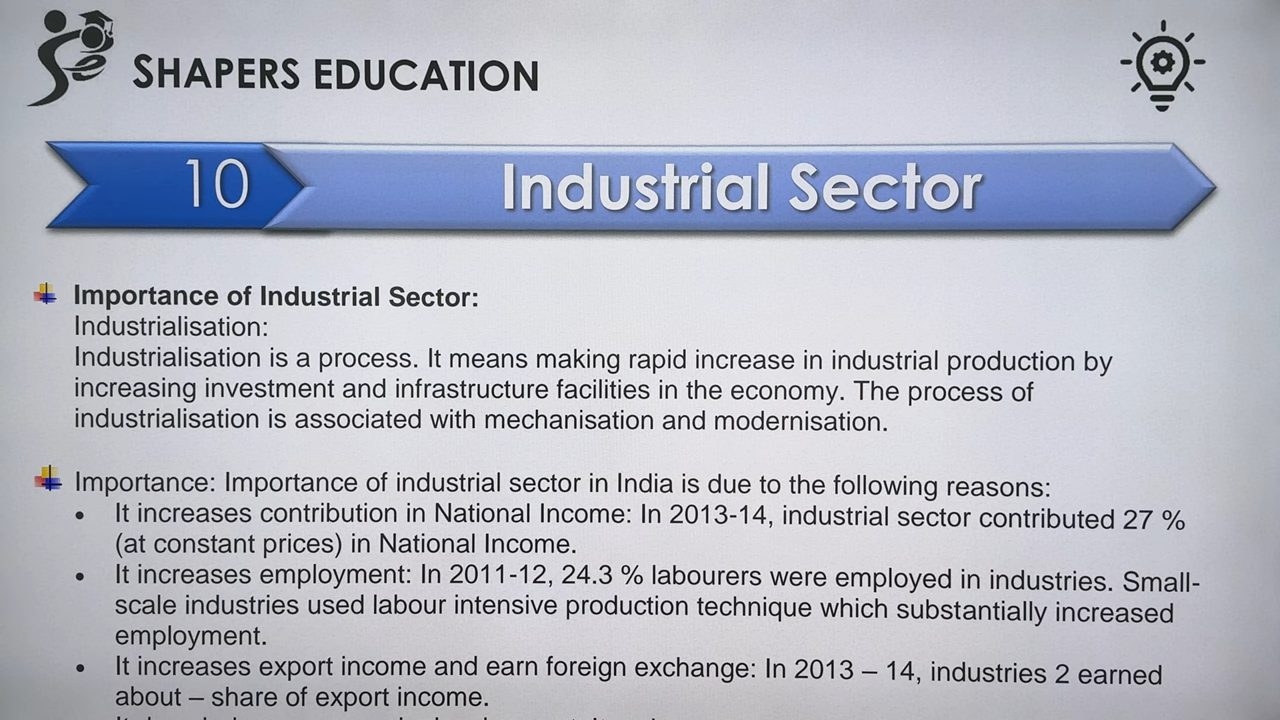 SHAPERS EDUCATION
10 Industrial Sector
Importance of Industrial Sector:
Industrialisation:
Industrialisation is a process. It means making rapid increase in industrial production by
increasing investment and infrastructure facilities in the economy. The process of
industrialisation is associated with mechanisation and modernisation.
Importance: Importance of industrial sector in India is due to the following reasons:
• It increases contribution in National Income: In 2013-14, industrial sector contributed 27 %
(at constant prices) in National Income.
• It increases employment: In 2011-12, 24.3 % labourers were employed in industries. Small-
scale industries used labour intensive production technique which substantially increased
employment.
• It increases export income and earn foreign exchange: In 2013 – 14, industries 2 earned
about – share of export income.